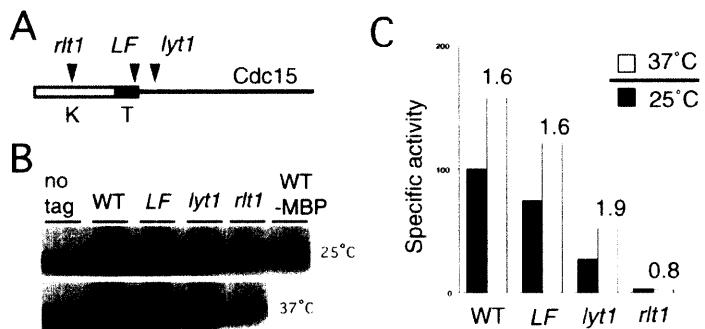 A
rlt1 LF lyt1
Cdc15
K T
B
no tag WT LF lyt1 rlt1 WT -MBP
25°C
37°C
C
37°C
25°C
Specific activity
200
100
0
1.6
1.6
1.9
0.8
WT LF lyt1 rlt1